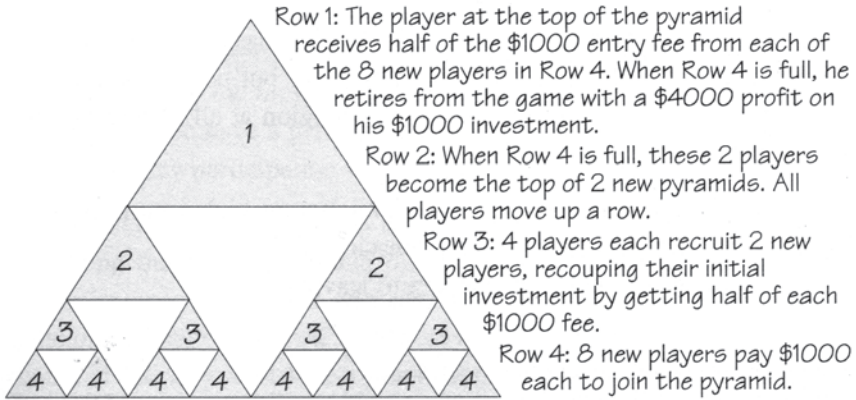 Row 1: The player at the top of the pyramid
receives half of the $1000 entry fee from each of
the 8 new players in Row 4. When Row 4 is full, he
retires from the game with a $4000 profit on
his $1000 investment.
1
Row 2: When Row 4 is full, these 2 players
become the top of 2 new pyramids. All
players move up a row.
Row 3: 4 players each recruit 2 new
2 2
players, recouping their initial
investment by getting half of each
$1000 fee.
3 3 3 3
Row 4: 8 new players pay $1000
4 4 4 4 4 4 4 4
each to join the pyramid.